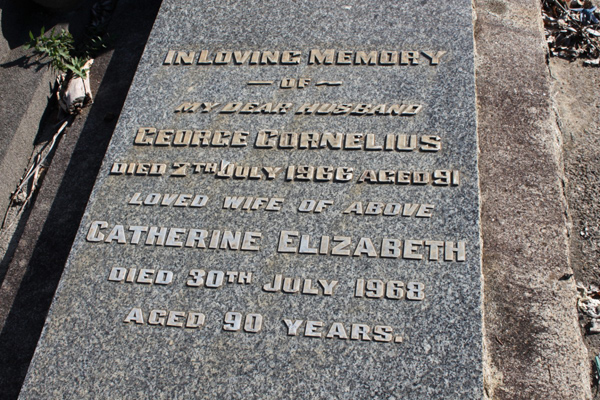 IN LOVING MEMORY
— OF ~
MY DEAR HUSBAND
GEORGE CORNELIUS
DIED 7TH JULY 1966 AGED 91
LOVED WIFE OF ABOVE
CATHERINE ELIZABETH
DIED 30TH JULY 1968
AGED 90 YEARS.